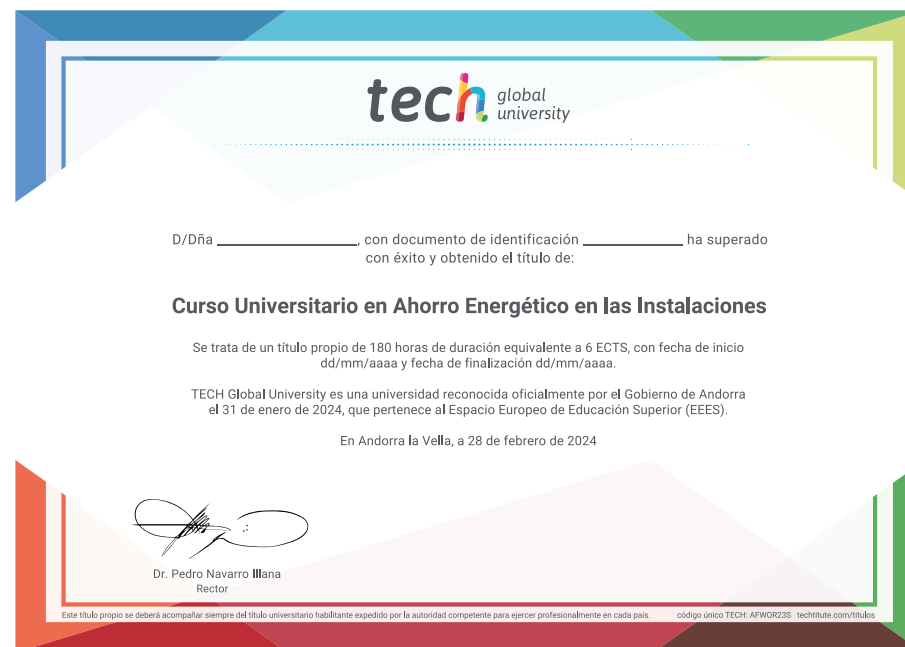 tech global university
D/Dña ______________, con documento de identificación __________ ha superado
con éxito y obtenido el título de:
Curso Universitario en Ahorro Energético en las Instalaciones
Se trata de un título propio de 180 horas de duración equivalente a 6 ECTS, con fecha de inicio
dd/mm/aaaa y fecha de finalización dd/mm/aaaa.
TECH Global University es una universidad reconocida oficialmente por el Gobierno de Andorra
el 31 de enero de 2024, que pertenece al Espacio Europeo de Educación Superior (EEES).
En Andorra la Vella, a 28 de febrero de 2024
Dr. Pedro Navarro Illana
Rector
Este título propio se deberá acompañar siempre del título universitario habilitante expedido por la autoridad competente para ejercer profesionalmente en cada país. código único TECH: AFWOR23S techtitute.com/titulos